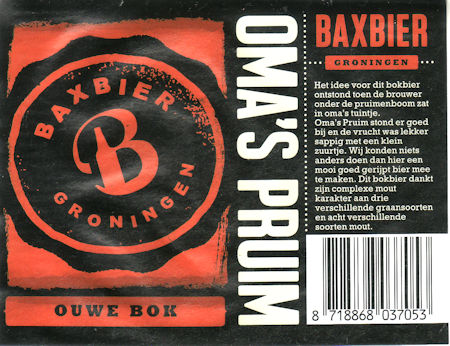 BAXBIER
B
GRONINGEN
OUWE BOK
OMA'S PRUIM
BAXBIER
GRONINGEN
Het idee voor dit bokbier
ontstond toen de brouwer
onder de pruimenboom zat
in oma's tuintje.
Oma's Pruim stond er goed
bij en de vrucht was lekker
sappig met een klein
zuurtje. Wij konden niets
anders doen dan hier een
mooi goed gerijpt bier mee
te maken. Dit bokbier dankt
zijn complexe mout
karakter aan drie
verschillende graansoorten
en acht verschillende
soorten mout.
8 718868 037053